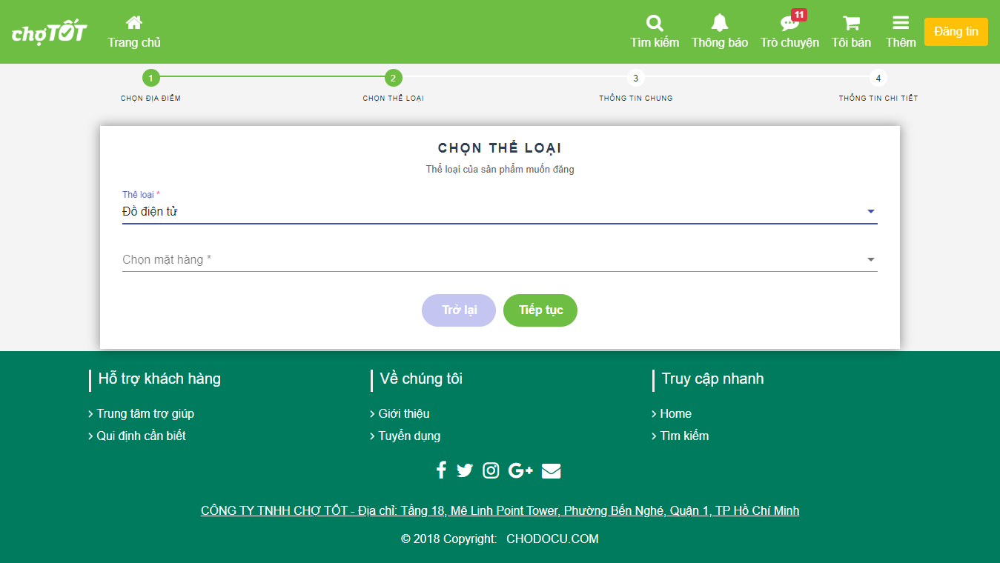 chợTỐT
Trang chủ
Tìm kiếm
Thông báo
11
Trò chuyện
Tôi bán
Thêm
Đăng tin
1
2
3
4
CHỌN ĐỊA ĐIỂM
CHỌN THỂ LOẠI
THÔNG TIN CHUNG
THÔNG TIN CHI TIẾT
CHỌN THỂ LOẠI
Thể loại của sản phẩm muốn đăng
Thể loại *
Đồ điện tử
Chọn mặt hàng *
Trở lại
Tiếp tục
Hỗ trợ khách hàng
Trung tâm trợ giúp
Qui định cần biết
Về chúng tôi
Giới thiệu
Tuyển dụng
Truy cập nhanh
Home
Tìm kiếm
CÔNG TY TNHH CHỢ TỐT - Địa chỉ: Tầng 18, Mê Linh Point Tower, Phường Bến Nghé, Quận 1, TP Hồ Chí Minh
© 2018 Copyright: CHODOCU.COM